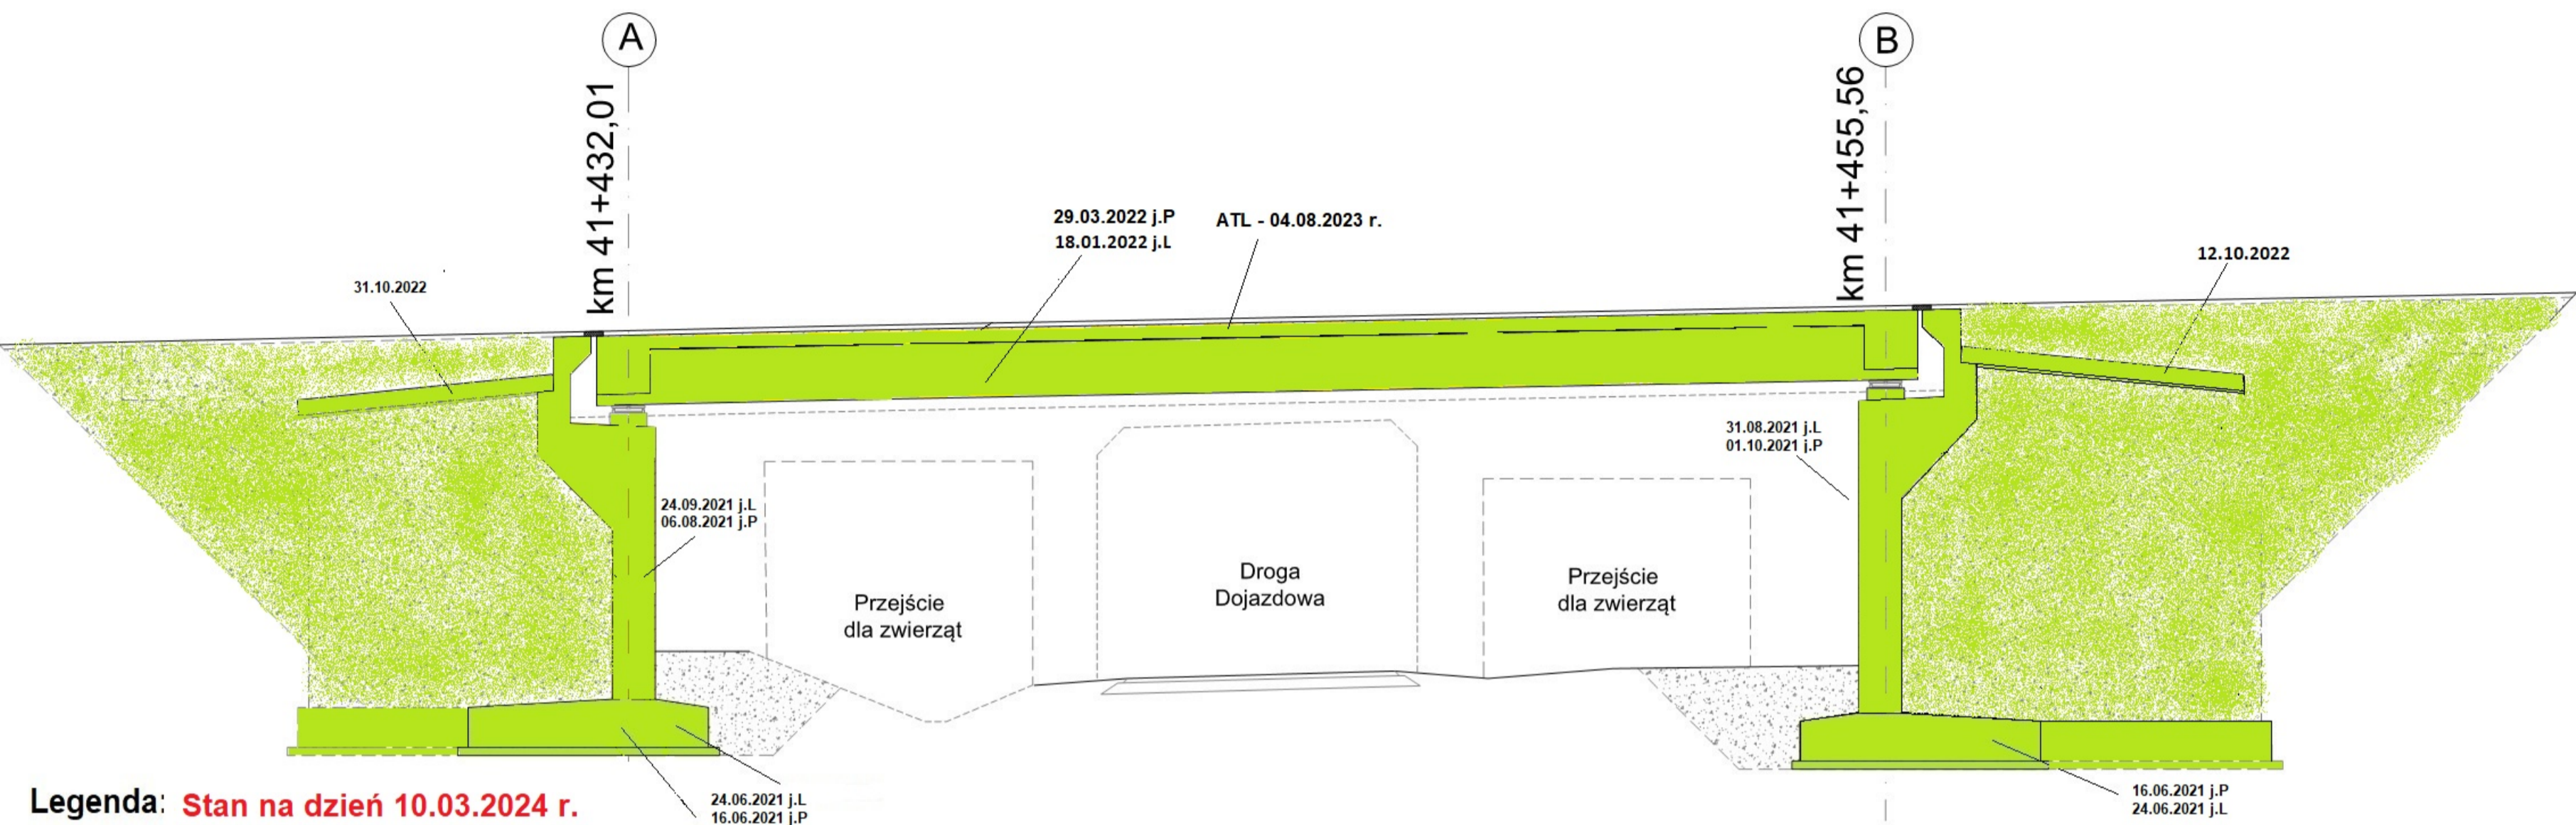 A
B
km 41+432,01
km 41+455,56
29.03.2022 j.P
18.01.2022 j.L
ATL - 04.08.2023 r.
12.10.2022
31.10.2022
31.08.2021 j.L
01.10.2021 j.P
24.09.2021 j.L
06.08.2021 j.P
Przejście
dla zwierząt
Droga
Dojazdowa
Przejście
dla zwierząt
24.06.2021 j.L
16.06.2021 j.P
16.06.2021 j.P
24.06.2021 j.L
Legenda: Stan na dzień 10.03.2024 r.